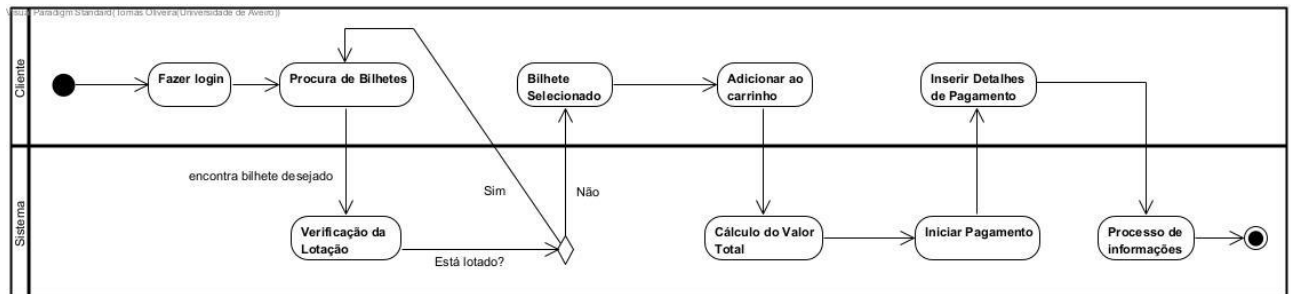 Visual Paradigm Standard(Tomás Oliveira(Universidade de Aveiro))
Cliente
Fazer login
Procura de Bilhetes
Bilhete
Selecionado
Adicionar ao
carrinho
Inserir Detalhes
de Pagamento
Sistema
encontra bilhete desejado
Sim
Não
Verificação da
Lotação
Está lotado?
Cálculo do Valor
Total
Iniciar Pagamento
Processo de
informações